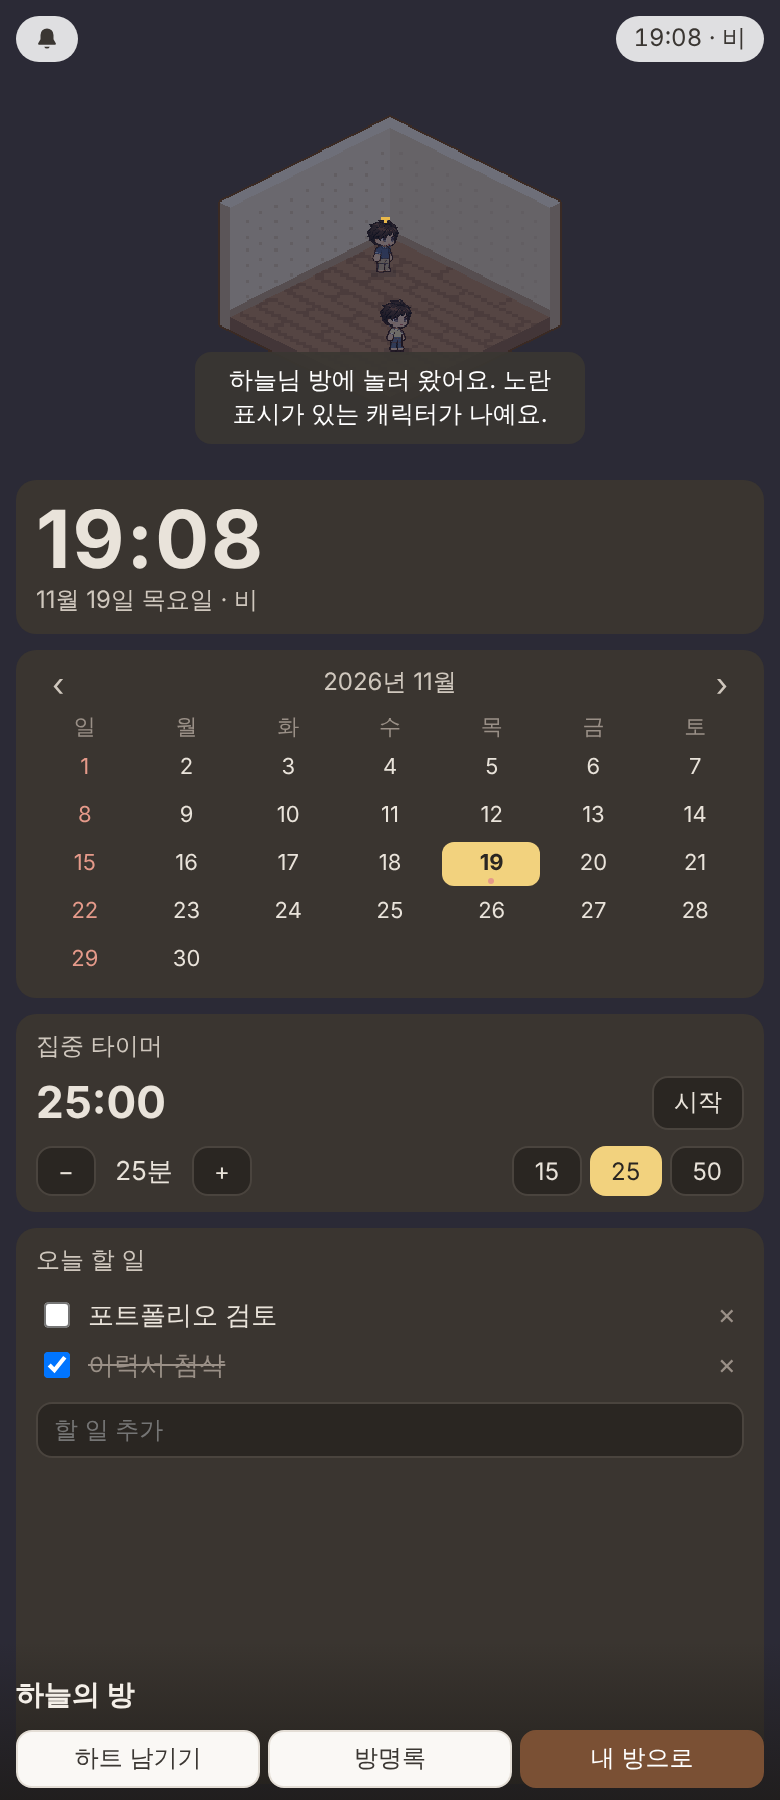 19:08 · 비
하늘님 방에 놀러 왔어요. 노란
표시가 있는 캐릭터가 나예요.
19:08
11월 19일 목요일 · 비
‹ 2026년 11월 ›
일 월 화 수 목 금 토
1 2 3 4 5 6 7
8 9 10 11 12 13 14
15 16 17 18 19 20 21
22 23 24 25 26 27 28
29 30
집중 타이머
25:00 시작
− 25분 + 15 25 50
오늘 할 일
포트폴리오 검토 ×
이력서 첨삭 ×
할 일 추가
하늘의 방
하트 남기기 방명록 내 방으로